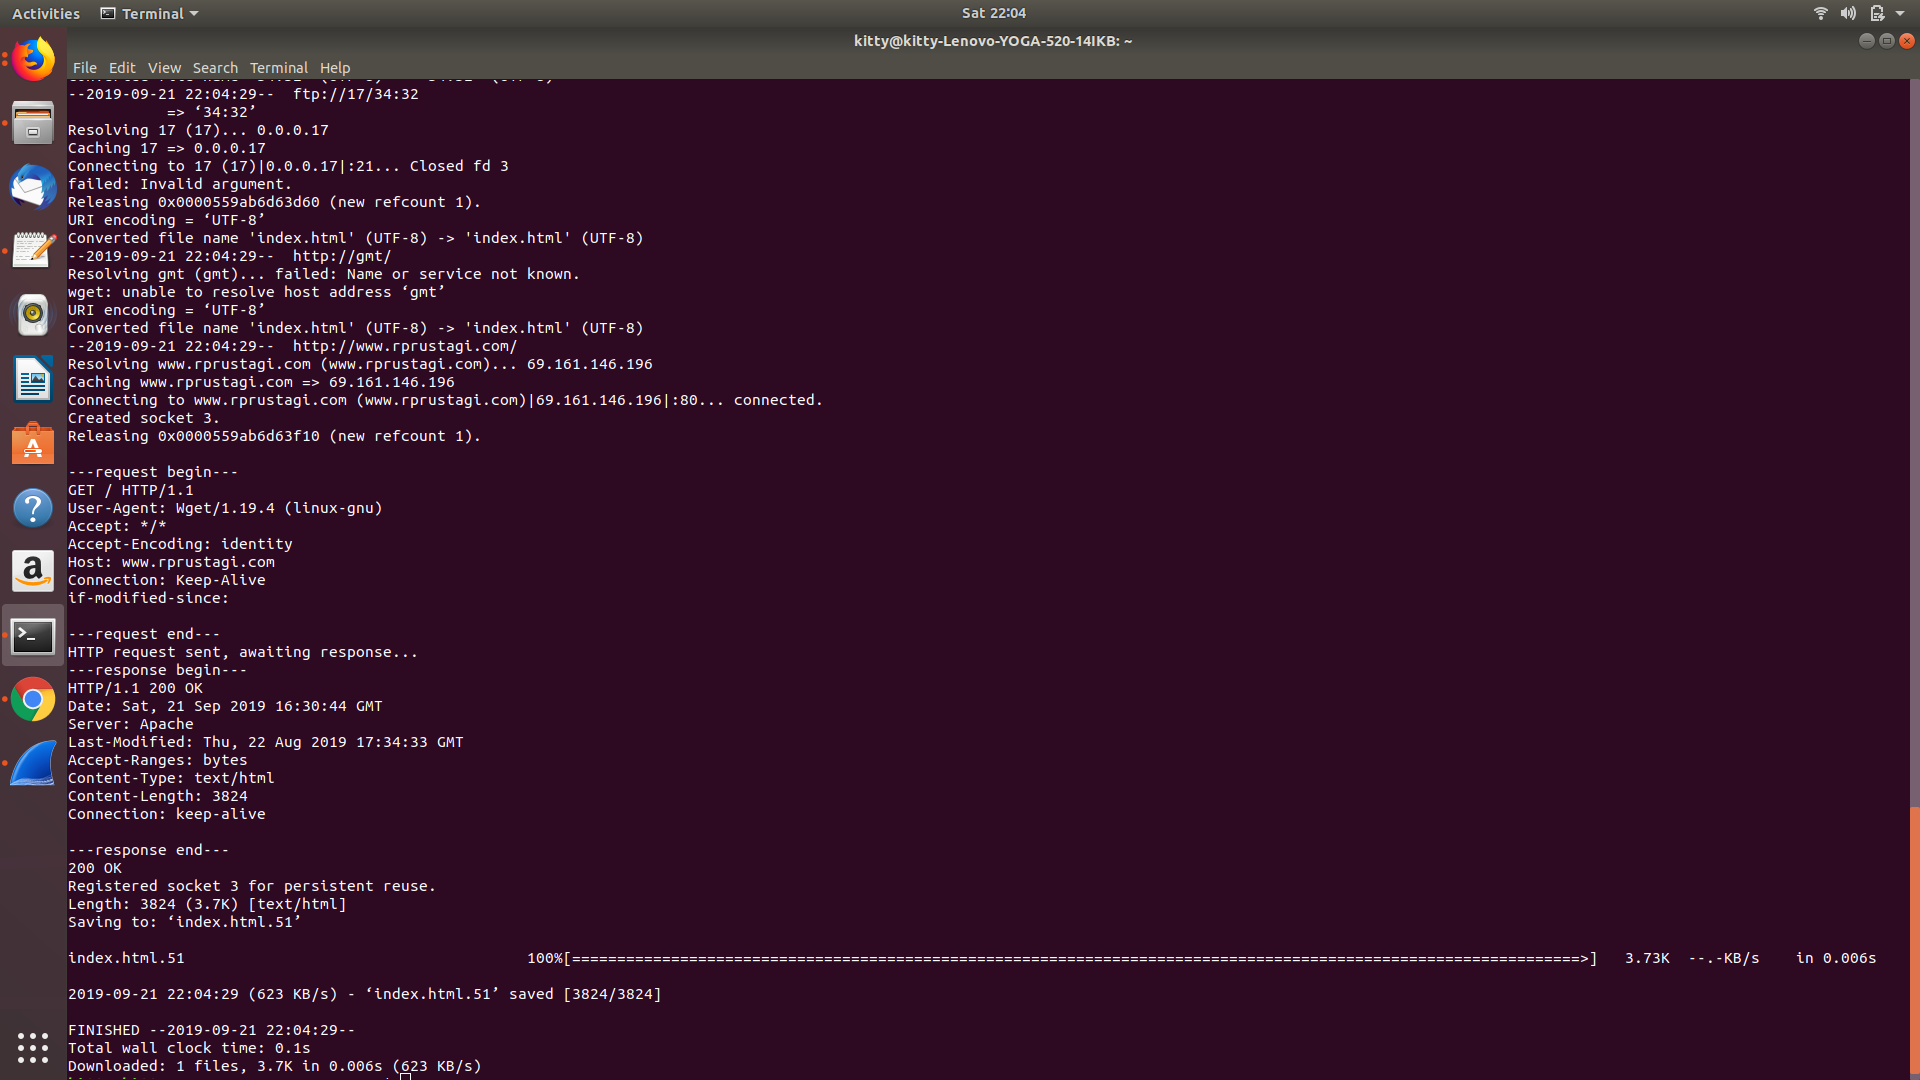 Activities Terminal Sat 22:04
kitty@kitty-Lenovo-YOGA-520-14IKB: ~
File Edit View Search Terminal Help
--2019-09-21 22:04:29--  ftp://17/34:32
           => ‘34:32’
Resolving 17 (17)... 0.0.0.17
Caching 17 => 0.0.0.17
Connecting to 17 (17)|0.0.0.17|:21... Closed fd 3
failed: Invalid argument.
Releasing 0x0000559ab6d63d60 (new refcount 1).
URI encoding = ‘UTF-8’
Converted file name 'index.html' (UTF-8) -> 'index.html' (UTF-8)
--2019-09-21 22:04:29--  http://gmt/
Resolving gmt (gmt)... failed: Name or service not known.
wget: unable to resolve host address ‘gmt’
URI encoding = ‘UTF-8’
Converted file name 'index.html' (UTF-8) -> 'index.html' (UTF-8)
--2019-09-21 22:04:29--  http://www.rprustagi.com/
Resolving www.rprustagi.com (www.rprustagi.com)... 69.161.146.196
Caching www.rprustagi.com => 69.161.146.196
Connecting to www.rprustagi.com (www.rprustagi.com)|69.161.146.196|:80... connected.
Created socket 3.
Releasing 0x0000559ab6d63f10 (new refcount 1).
---request begin---
GET / HTTP/1.1
User-Agent: Wget/1.19.4 (linux-gnu)
Accept: */*
Accept-Encoding: identity
Host: www.rprustagi.com
Connection: Keep-Alive
if-modified-since:
---request end---
HTTP request sent, awaiting response...
---response begin---
HTTP/1.1 200 OK
Date: Sat, 21 Sep 2019 16:30:44 GMT
Server: Apache
Last-Modified: Thu, 22 Aug 2019 17:34:33 GMT
Accept-Ranges: bytes
Content-Type: text/html
Content-Length: 3824
Connection: keep-alive
---response end---
200 OK
Registered socket 3 for persistent reuse.
Length: 3824 (3.7K) [text/html]
Saving to: ‘index.html.51’
index.html.51 100%[================================================================================================================>] 3.73K --.-KB/s in 0.006s
2019-09-21 22:04:29 (623 KB/s) - ‘index.html.51’ saved [3824/3824]
FINISHED --2019-09-21 22:04:29--
Total wall clock time: 0.1s
Downloaded: 1 files, 3.7K in 0.006s (623 KB/s)